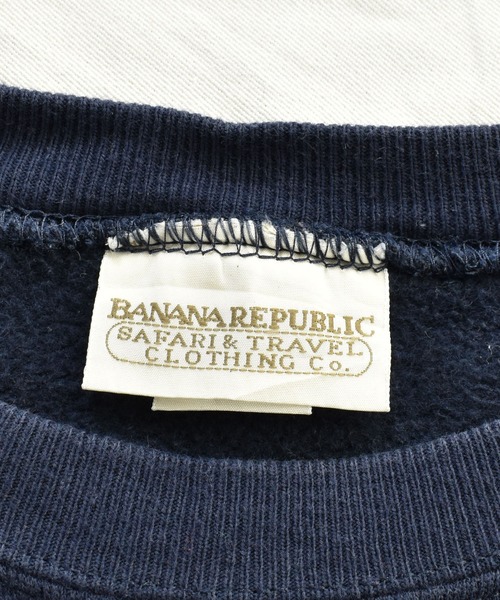 BANANA REPUBLIC
SAFARI & TRAVEL
CLOTHING Co.